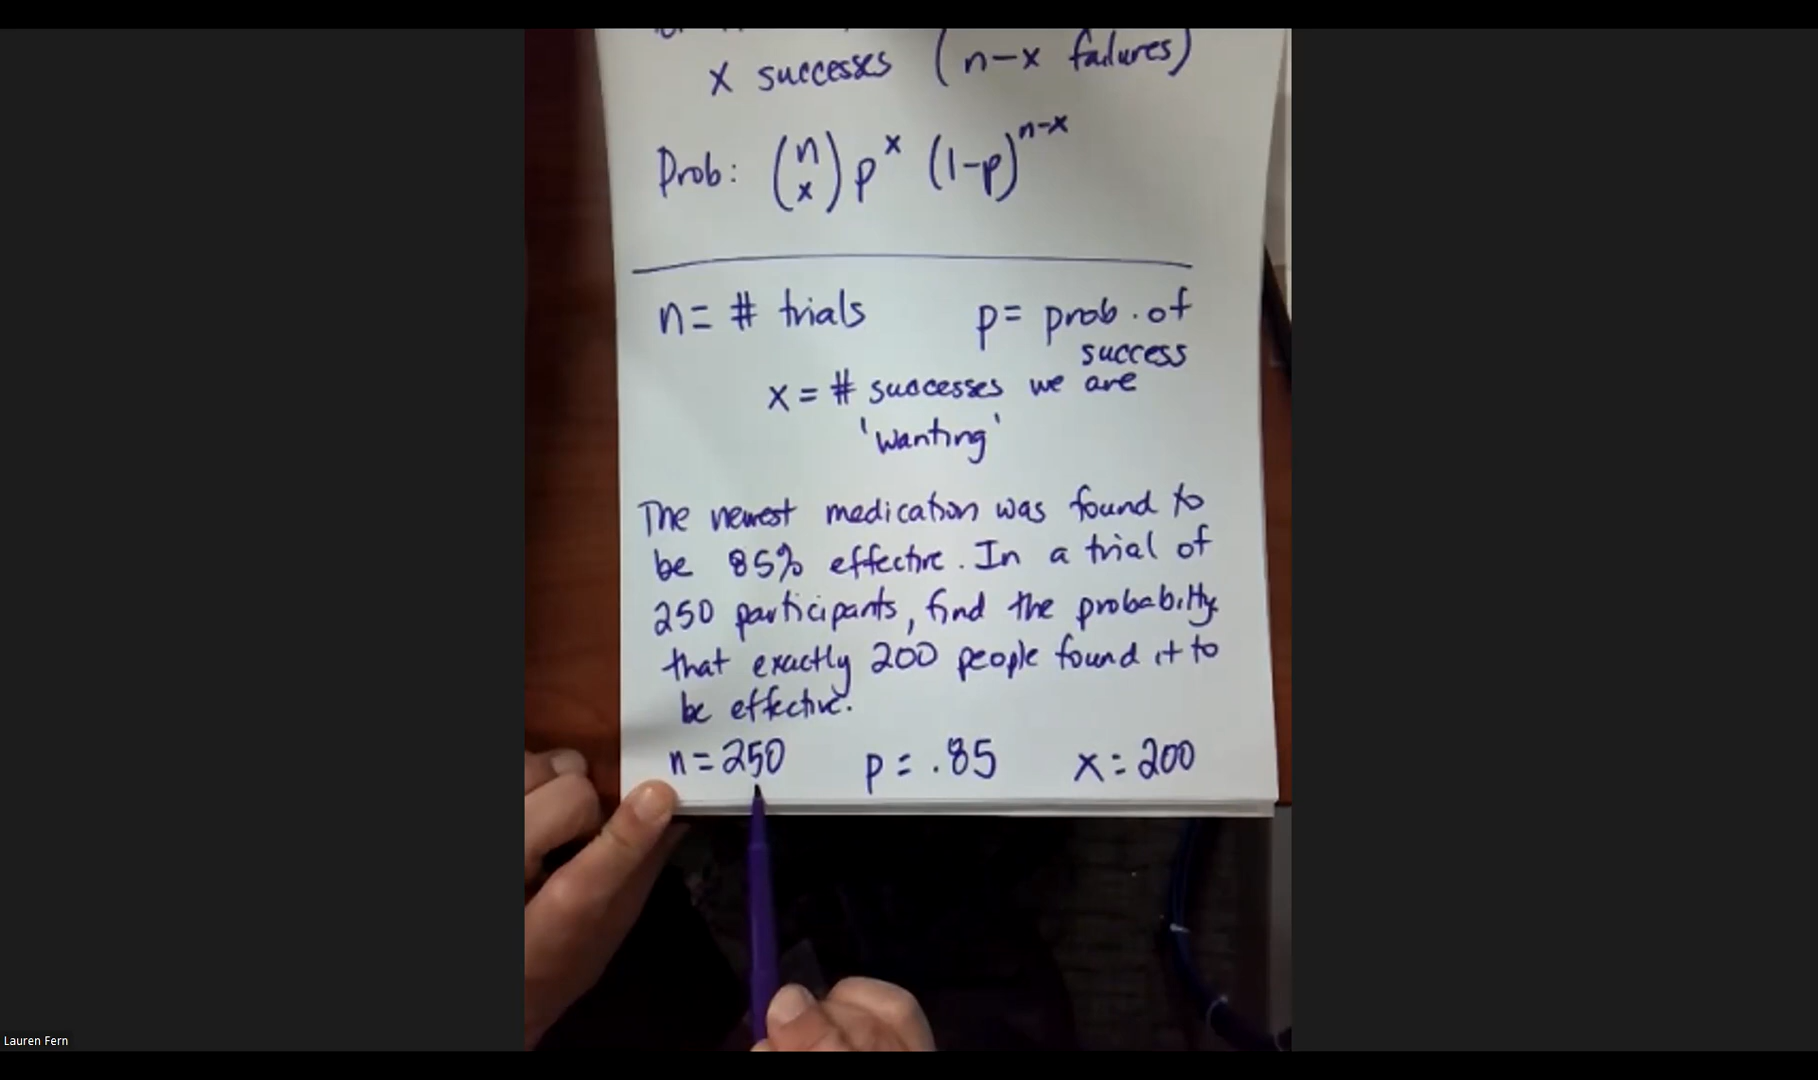 X successes (n-x failures)
Prob: (n x) p^x (1-p)^n-x
n= # trials p= prob. of
success
x = # successes we are
'wanting'
The newest medication was found to
be 85% effective. In a trial of
250 participants, find the probability
that exactly 200 people found it to
be effective.
n=250 p= .85 x=200
Lauren Fern